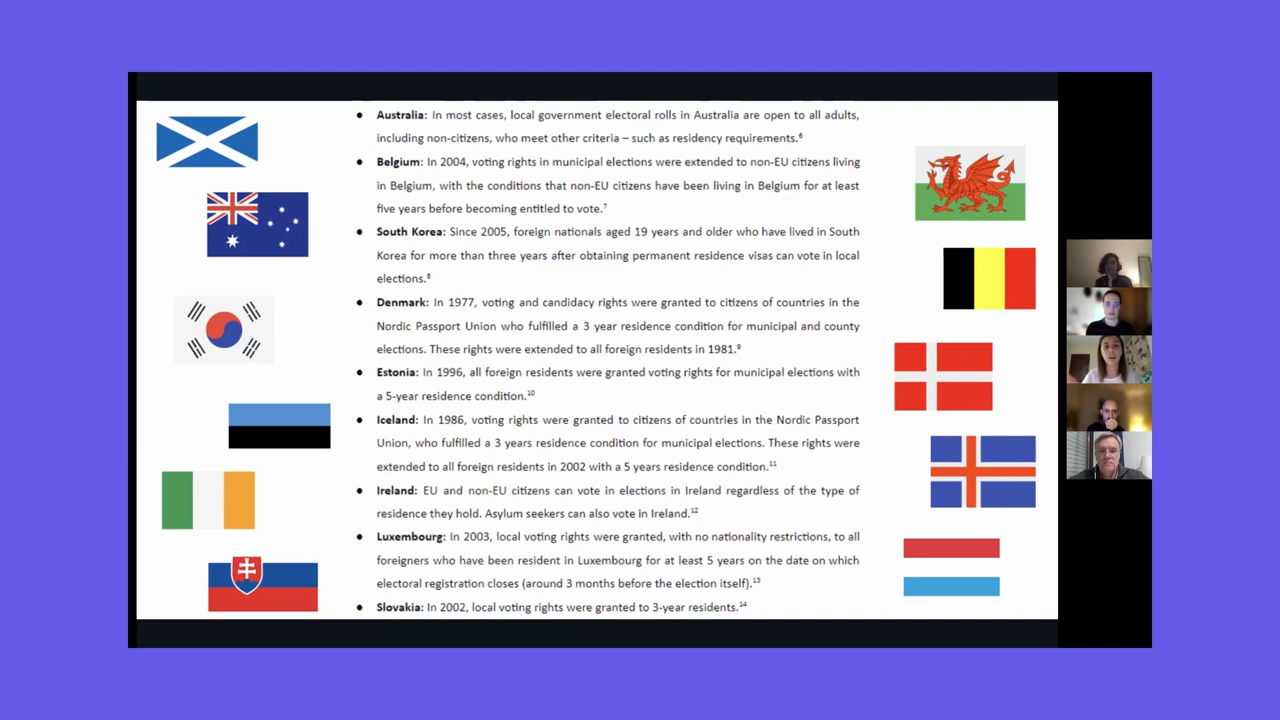 ● Australia: In most cases, local government electoral rolls in Australia are open to all adults,
including non-citizens, who meet other criteria – such as residency requirements.⁶
● Belgium: In 2004, voting rights in municipal elections were extended to non-EU citizens living
in Belgium, with the conditions that non-EU citizens have been living in Belgium for at least
five years before becoming entitled to vote.⁷
● South Korea: Since 2005, foreign nationals aged 19 years and older who have lived in South
Korea for more than three years after obtaining permanent residence visas can vote in local
elections.⁸
● Denmark: In 1977, voting and candidacy rights were granted to citizens of countries in the
Nordic Passport Union who fulfilled a 3 year residence condition for municipal and county
elections. These rights were extended to all foreign residents in 1981.⁹
● Estonia: In 1996, all foreign residents were granted voting rights for municipal elections with
a 5-year residence condition.¹⁰
● Iceland: In 1986, voting rights were granted to citizens of countries in the Nordic Passport
Union, who fulfilled a 3 years residence condition for municipal elections. These rights were
extended to all foreign residents in 2002 with a 5 years residence condition.¹¹
● Ireland: EU and non-EU citizens can vote in elections in Ireland regardless of the type of
residence they hold. Asylum seekers can also vote in Ireland.¹²
● Luxembourg: In 2003, local voting rights were granted, with no nationality restrictions, to all
foreigners who have been resident in Luxembourg for at least 5 years on the date on which
electoral registration closes (around 3 months before the election itself).¹³
● Slovakia: In 2002, local voting rights were granted to 3-year residents.¹⁴